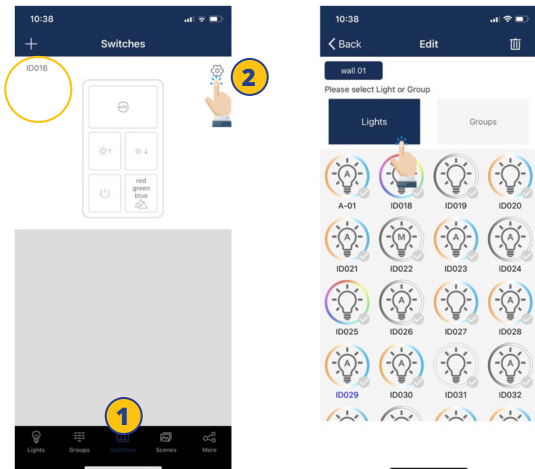 10:38
Switches
ID016
2
red
green
blue
1
Lights Groups Switches Scenes More
10:38
Back Edit
wall 01
Please select Light or Group
Lights Groups
A A-01 ID018 ID019 ID020
ID021 M ID022 A ID023 A ID024
ID025 A ID026 A ID027 A ID028
A ID029 A ID030 ID031 A ID032
A A